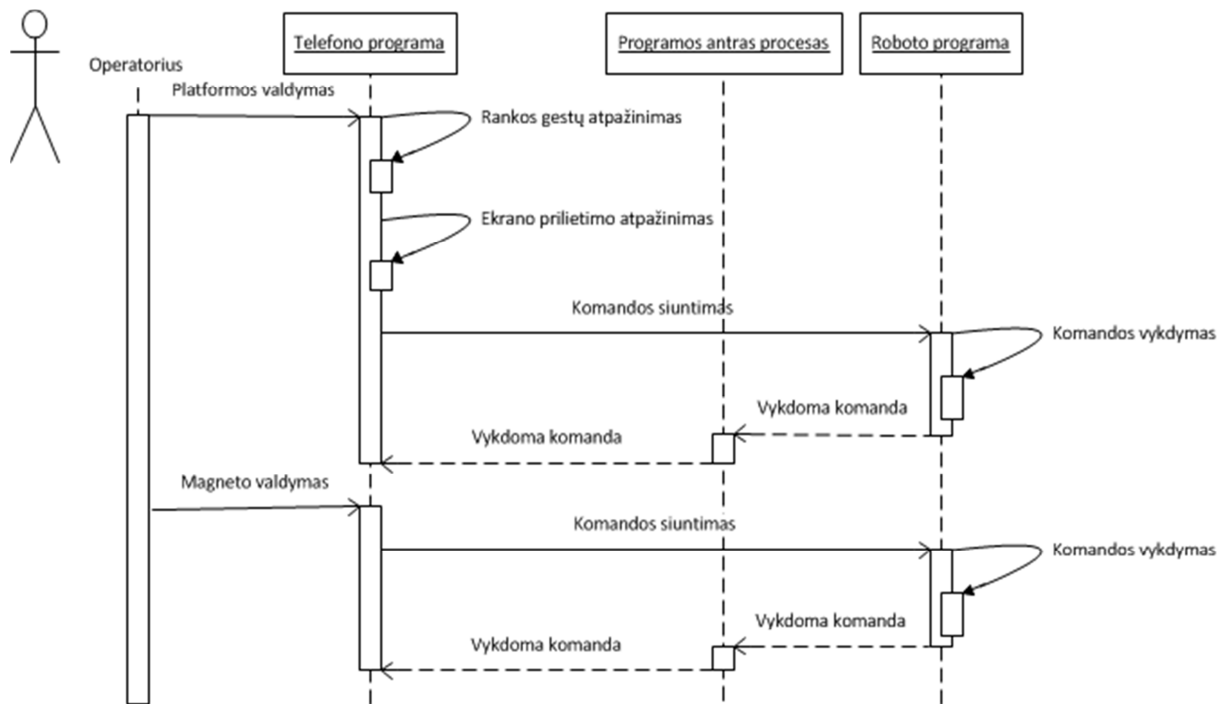 Telefono programa
Programos antras procesas
Roboto programa
Operatorius
Platformos valdymas
Rankos gestų atpažinimas
Ekrano prilietimo atpažinimas
Komandos siuntimas
Komandos vykdymas
Vykdoma komanda
Vykdoma komanda
Magneto valdymas
Komandos siuntimas
Komandos vykdymas
Vykdoma komanda
Vykdoma komanda